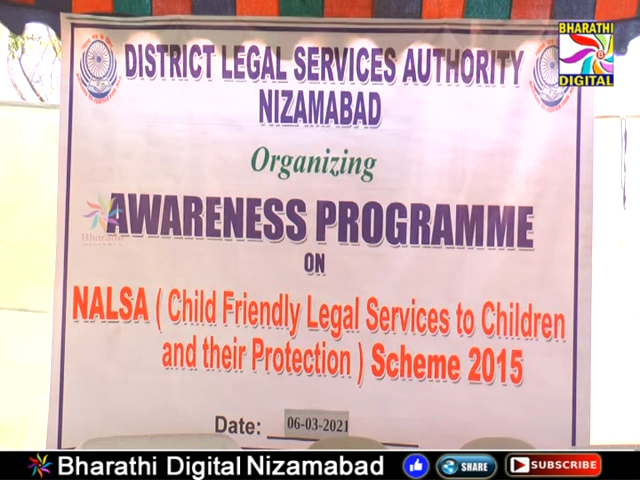 BHARATHI
DIGITAL
DISTRICT LEGAL SERVICES AUTHORITY
NIZAMABAD
Organizing
AWARENESS PROGRAMME
Bharathi
ON
NALSA ( Child Friendly Legal Services to Children
and their Protection ) Scheme 2015
Date: 06-03-2021
Bharathi Digital Nizamabad SHARE SUBSCRIBE